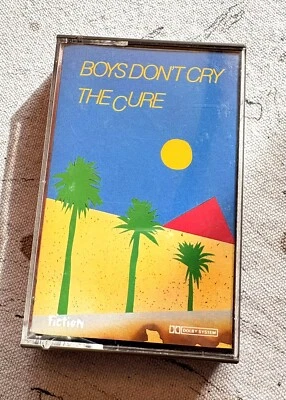 BOYS DON'T CRY
THE CURE
Fiction
DOLBY SYSTEM